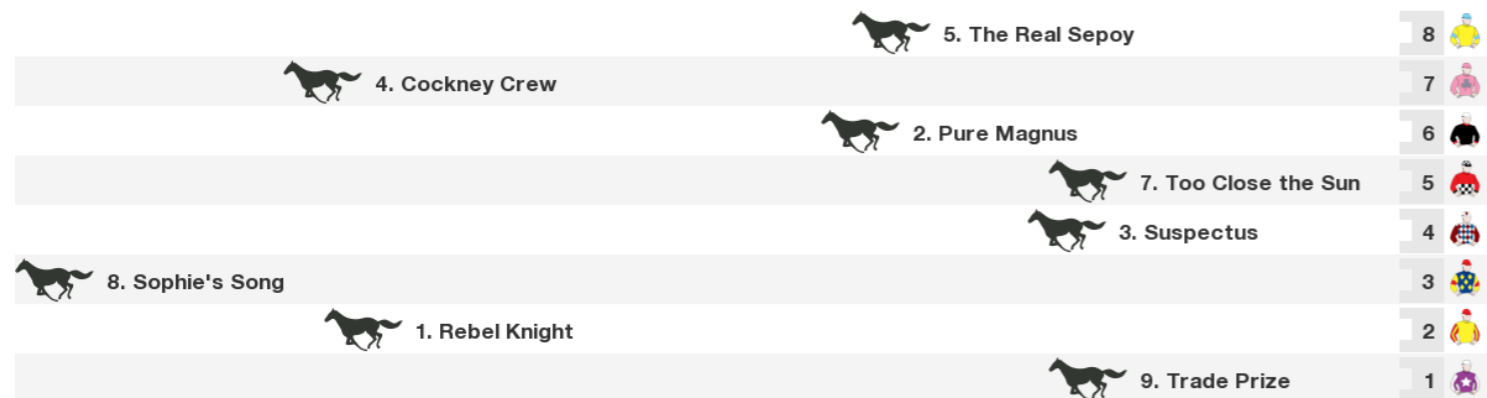 5. The Real Sepoy 8
4. Cockney Crew 7
2. Pure Magnus 6
7. Too Close the Sun 5
3. Suspectus 4
8. Sophie's Song 3
1. Rebel Knight 2
9. Trade Prize 1